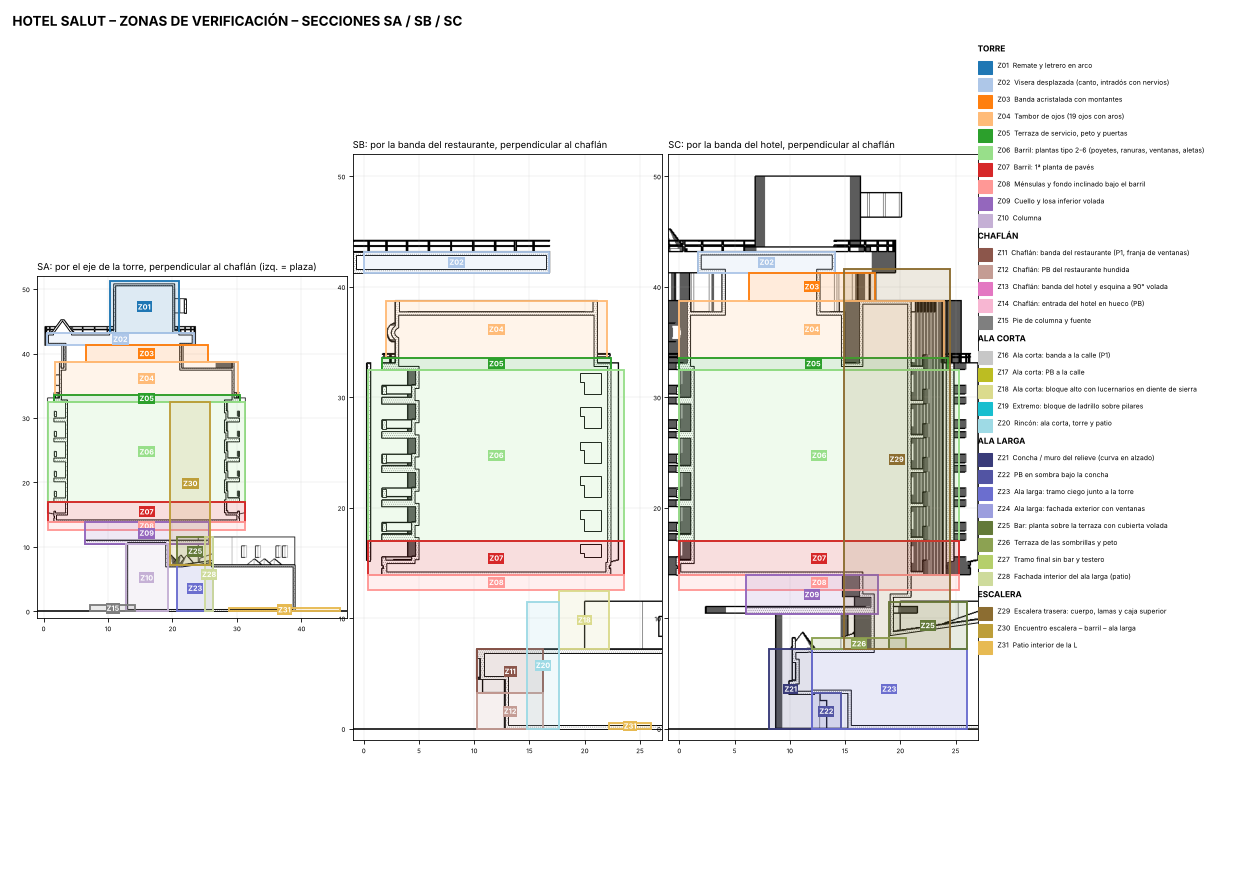 HOTEL SALUT – ZONAS DE VERIFICACIÓN – SECCIONES SA / SB / SC
SA: por el eje de la torre, perpendicular al chaflán (izq. = plaza)
50
40
30
20
10
0
0
10
20
30
40
Z01
Z02
Z03
Z04
Z05
Z06
Z30
Z07
Z08
Z09
Z25
Z28
Z10
Z23
Z15
Z31
SB: por la banda del restaurante, perpendicular al chaflán
50
40
30
20
10
0
0
5
10
15
20
25
Z02
Z04
Z05
Z06
Z07
Z08
Z18
Z20
Z11
Z12
Z31
SC: por la banda del hotel, perpendicular al chaflán
50
40
30
20
10
0
0
5
10
15
20
25
Z02
Z03
Z04
Z05
Z06
Z29
Z07
Z08
Z09
Z25
Z26
Z21
Z23
Z22
TORRE
Z01 Remate y letrero en arco
Z02 Visera desplazada (canto, intradós con nervios)
Z03 Banda acristalada con montantes
Z04 Tambor de ojos (19 ojos con aros)
Z05 Terraza de servicio, peto y puertas
Z06 Barril: plantas tipo 2-6 (poyetes, ranuras, ventanas, aletas)
Z07 Barril: 1ª planta de pavés
Z08 Ménsulas y fondo inclinado bajo el barril
Z09 Cuello y losa inferior volada
Z10 Columna
CHAFLÁN
Z11 Chaflán: banda del restaurante (P1, franja de ventanas)
Z12 Chaflán: PB del restaurante hundida
Z13 Chaflán: banda del hotel y esquina a 90° volada
Z14 Chaflán: entrada del hotel en hueco (PB)
Z15 Pie de columna y fuente
ALA CORTA
Z16 Ala corta: banda a la calle (P1)
Z17 Ala corta: PB a la calle
Z18 Ala corta: bloque alto con lucernarios en diente de sierra
Z19 Extremo: bloque de ladrillo sobre pilares
Z20 Rincón: ala corta, torre y patio
ALA LARGA
Z21 Concha / muro del relieve (curva en alzado)
Z22 PB en sombra bajo la concha
Z23 Ala larga: tramo ciego junto a la torre
Z24 Ala larga: fachada exterior con ventanas
Z25 Bar: planta sobre la terraza con cubierta volada
Z26 Terraza de las sombrillas y peto
Z27 Tramo final sin bar y testero
Z28 Fachada interior del ala larga (patio)
ESCALERA
Z29 Escalera trasera: cuerpo, lamas y caja superior
Z30 Encuentro escalera – barril – ala larga
Z31 Patio interior de la L